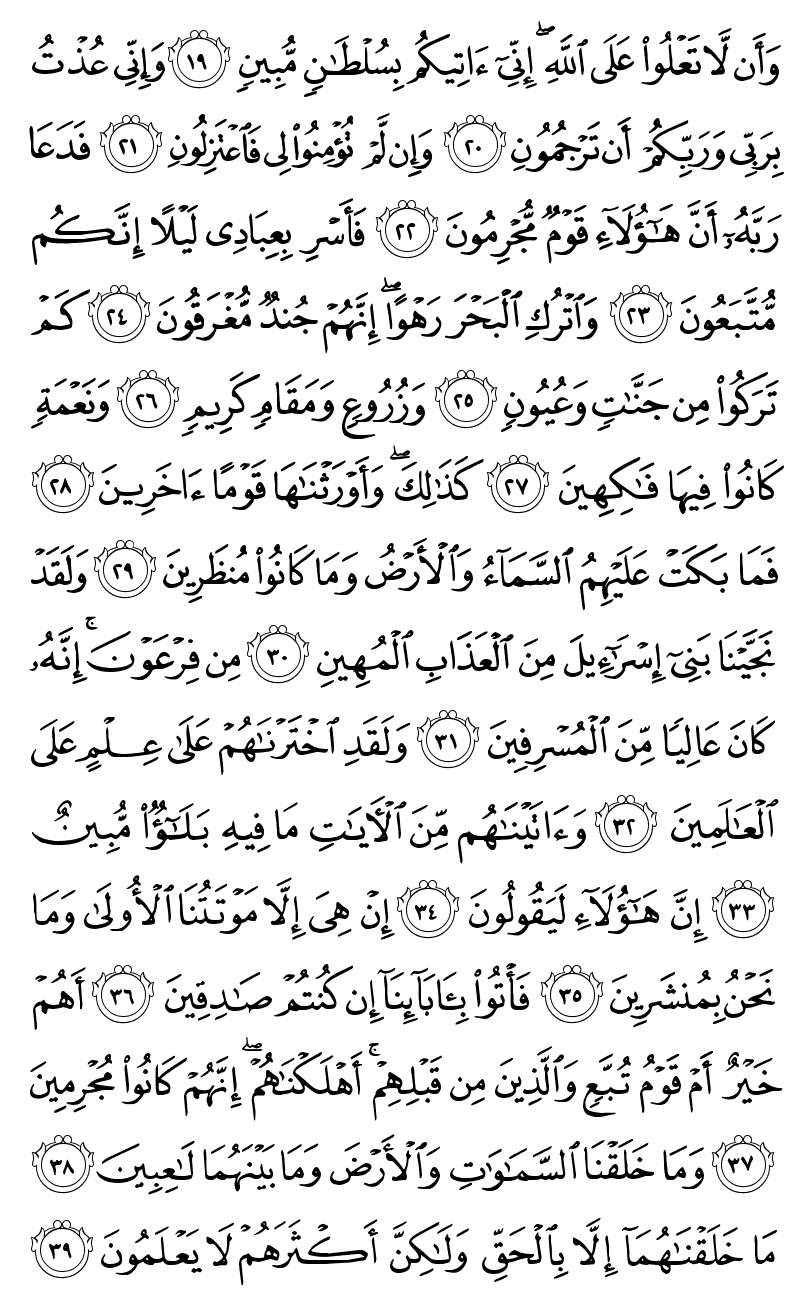 وَأَن لَّا تَعْلُوا۟ عَلَى ٱللَّهِ ۖ إِنِّىٓ ءَاتِيكُم بِسُلْطَـٰنٍ مُّبِينٍ ١٩ وَإِنِّى عُذْتُ
بِرَبِّى وَرَبِّكُمْ أَن تَرْجُمُونِ ٢٠ وَإِن لَّمْ تُؤْمِنُوا۟ لِى فَٱعْتَزِلُونِ ٢١ فَدَعَا
رَبَّهُۥٓ أَنَّ هَـٰٓؤُلَآءِ قَوْمٌ مُّجْرِمُونَ ٢٢ فَأَسْرِ بِعِبَادِى لَيْلًا إِنَّكُم
مُّتَّبَعُونَ ٢٣ وَٱتْرُكِ ٱلْبَحْرَ رَهْوًا ۖ إِنَّهُمْ جُندٌ مُّغْرَقُونَ ٢٤ كَمْ
تَرَكُوا۟ مِن جَنَّـٰتٍ وَعُيُونٍ ٢٥ وَزُرُوعٍ وَمَقَامٍ كَرِيمٍ ٢٦ وَنَعْمَةٍ
كَانُوا۟ فِيهَا فَـٰكِهِينَ ٢٧ كَذَٰلِكَ ۖ وَأَوْرَثْنَـٰهَا قَوْمًا ءَاخَرِينَ ٢٨
فَمَا بَكَتْ عَلَيْهِمُ ٱلسَّمَآءُ وَٱلْأَرْضُ وَمَا كَانُوا۟ مُنظَرِينَ ٢٩ وَلَقَدْ
نَجَّيْنَا بَنِىٓ إِسْرَٰٓءِيلَ مِنَ ٱلْعَذَابِ ٱلْمُهِينِ ٣٠ مِن فِرْعَوْنَ ۚ إِنَّهُۥ
كَانَ عَالِيًا مِّنَ ٱلْمُسْرِفِينَ ٣١ وَلَقَدِ ٱخْتَرْنَـٰهُمْ عَلَىٰ عِلْمٍ عَلَى
ٱلْعَـٰلَمِينَ ٣٢ وَءَاتَيْنَـٰهُم مِّنَ ٱلْـَٔايَـٰتِ مَا فِيهِ بَلَـٰٓؤٌا۟ مُّبِينٌ
٣٣ إِنَّ هَـٰٓؤُلَآءِ لَيَقُولُونَ ٣٤ إِنْ هِىَ إِلَّا مَوْتَتُنَا ٱلْأُولَىٰ وَمَا
نَحْنُ بِمُنشَرِينَ ٣٥ فَأْتُوا۟ بِـَٔابَآئِنَآ إِن كُنتُمْ صَـٰدِقِينَ ٣٦ أَهُمْ
خَيْرٌ أَمْ قَوْمُ تُبَّعٍ وَٱلَّذِينَ مِن قَبْلِهِمْ ۚ أَهْلَكْنَـٰهُمْ ۖ إِنَّهُمْ كَانُوا۟ مُجْرِمِينَ
٣٧ وَمَا خَلَقْنَا ٱلسَّمَـٰوَٰتِ وَٱلْأَرْضَ وَمَا بَيْنَهُمَا لَـٰعِبِينَ ٣٨
مَا خَلَقْنَـٰهُمَآ إِلَّا بِٱلْحَقِّ وَلَـٰكِنَّ أَكْثَرَهُمْ لَا يَعْلَمُونَ ٣٩